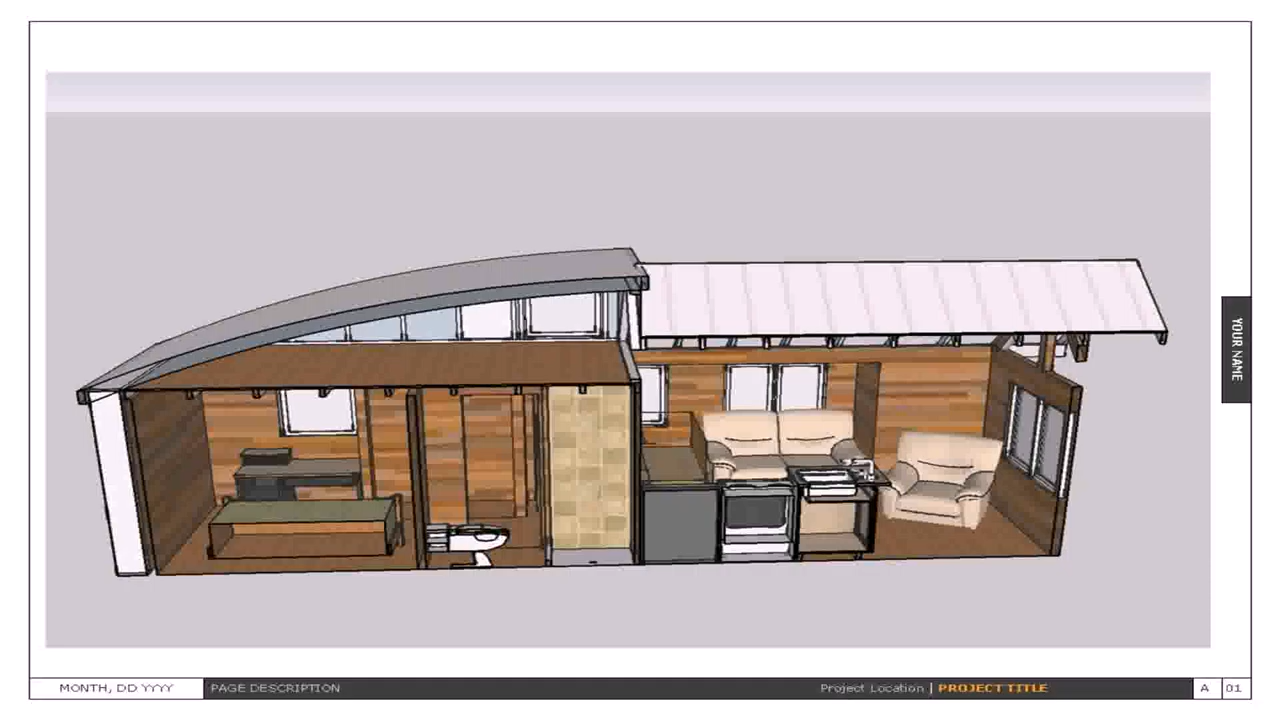 YOUR NAME
MONTH, DD YYYY
PAGE DESCRIPTION
Project Location | PROJECT TITLE
A 01